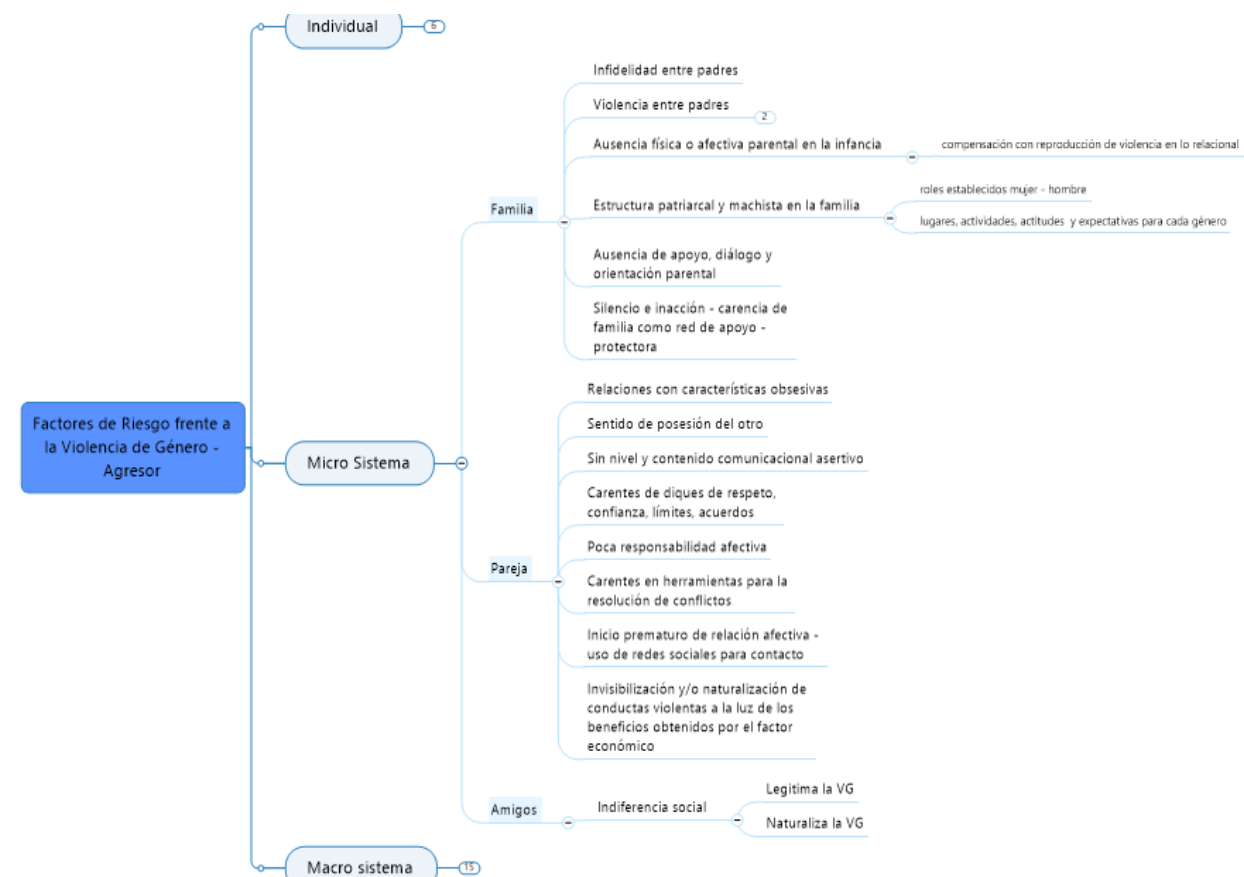 Individual
6
Infidelidad entre padres
Violencia entre padres
2
Ausencia física o afectiva parental en la infancia
compensación con reproducción de violencia en lo relacional
Familia
Estructura patriarcal y machista en la familia
roles establecidos mujer - hombre
lugares, actividades, actitudes y expectativas para cada género
Ausencia de apoyo, diálogo y
orientación parental
Silencio e inacción - carencia de
familia como red de apoyo -
protectora
Factores de Riesgo frente a
la Violencia de Género -
Agresor
Micro Sistema
Relaciones con características obsesivas
Sentido de posesión del otro
Sin nivel y contenido comunicacional asertivo
Carentes de diques de respeto,
confianza, límites, acuerdos
Pareja
Poca responsabilidad afectiva
Carentes en herramientas para la
resolución de conflictos
Inicio prematuro de relación afectiva -
uso de redes sociales para contacto
Invisibilización y/o naturalización de
conductas violentas a la luz de los
beneficios obtenidos por el factor
económico
Amigos
Indiferencia social
Legitima la VG
Naturaliza la VG
Macro sistema
15